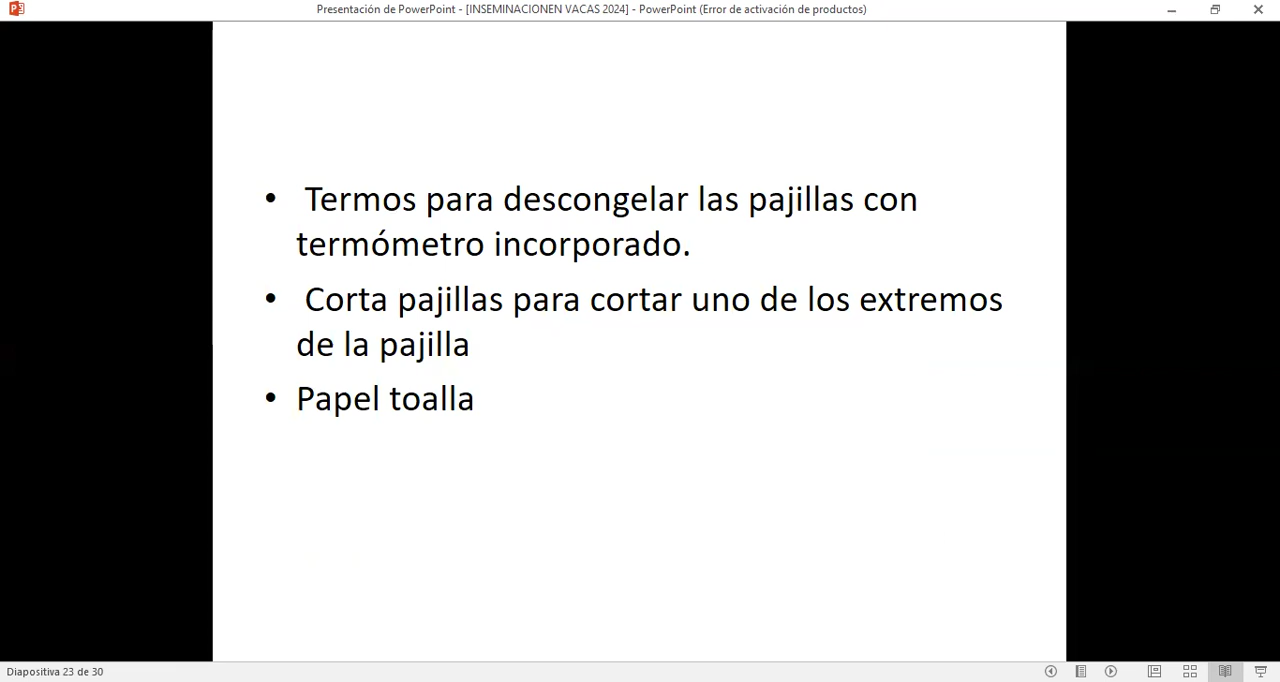 Presentación de PowerPoint - [INSEMINACIONEN VACAS 2024] - PowerPoint (Error de activación de productos)
• Termos para descongelar las pajillas con
termómetro incorporado.
• Corta pajillas para cortar uno de los extremos
de la pajilla
• Papel toalla
Diapositiva 23 de 30